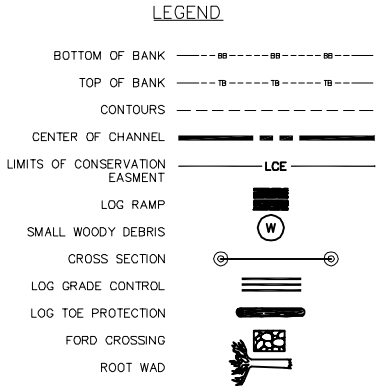 LEGEND
BOTTOM OF BANK BB BB BB
TOP OF BANK TB TB TB
CONTOURS
CENTER OF CHANNEL
LIMITS OF CONSERVATION
EASMENT LCE
LOG RAMP
SMALL WOODY DEBRIS W
CROSS SECTION
LOG GRADE CONTROL
LOG TOE PROTECTION
FORD CROSSING
ROOT WAD